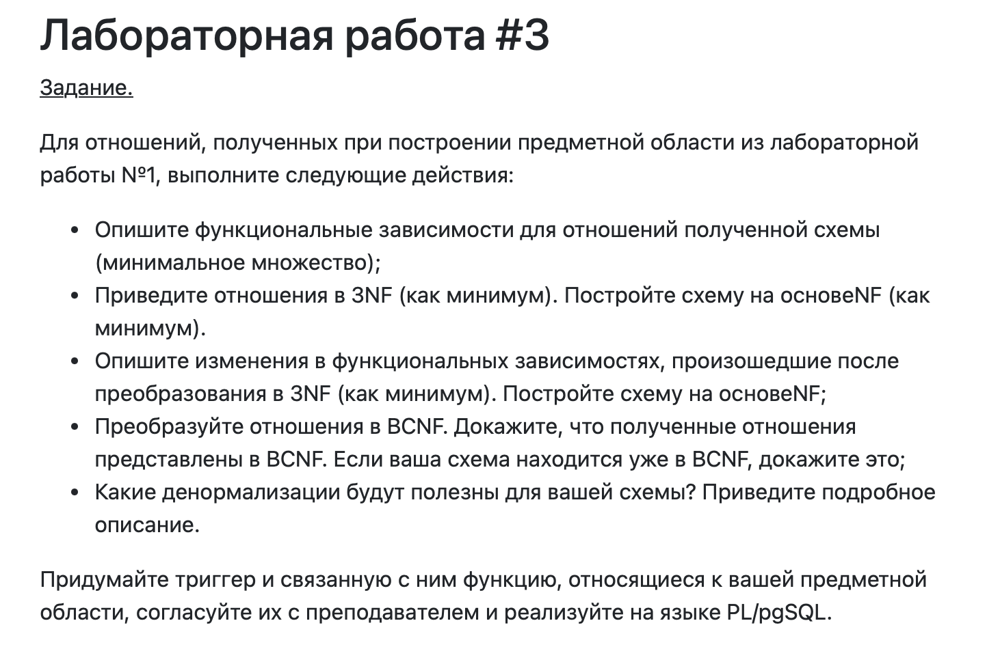 Лабораторная работа #3
Задание.
Для отношений, полученных при построении предметной области из лабораторной
работы №1, выполните следующие действия:
• Опишите функциональные зависимости для отношений полученной схемы
(минимальное множество);
• Приведите отношения в 3NF (как минимум). Постройте схему на основеNF (как
минимум).
• Опишите изменения в функциональных зависимостях, произошедшие после
преобразования в 3NF (как минимум). Постройте схему на основеNF;
• Преобразуйте отношения в BCNF. Докажите, что полученные отношения
представлены в BCNF. Если ваша схема находится уже в BCNF, докажите это;
• Какие денормализации будут полезны для вашей схемы? Приведите подробное
описание.
Придумайте триггер и связанную с ним функцию, относящиеся к вашей предметной
области, согласуйте их с преподавателем и реализуйте на языке PL/pgSQL.